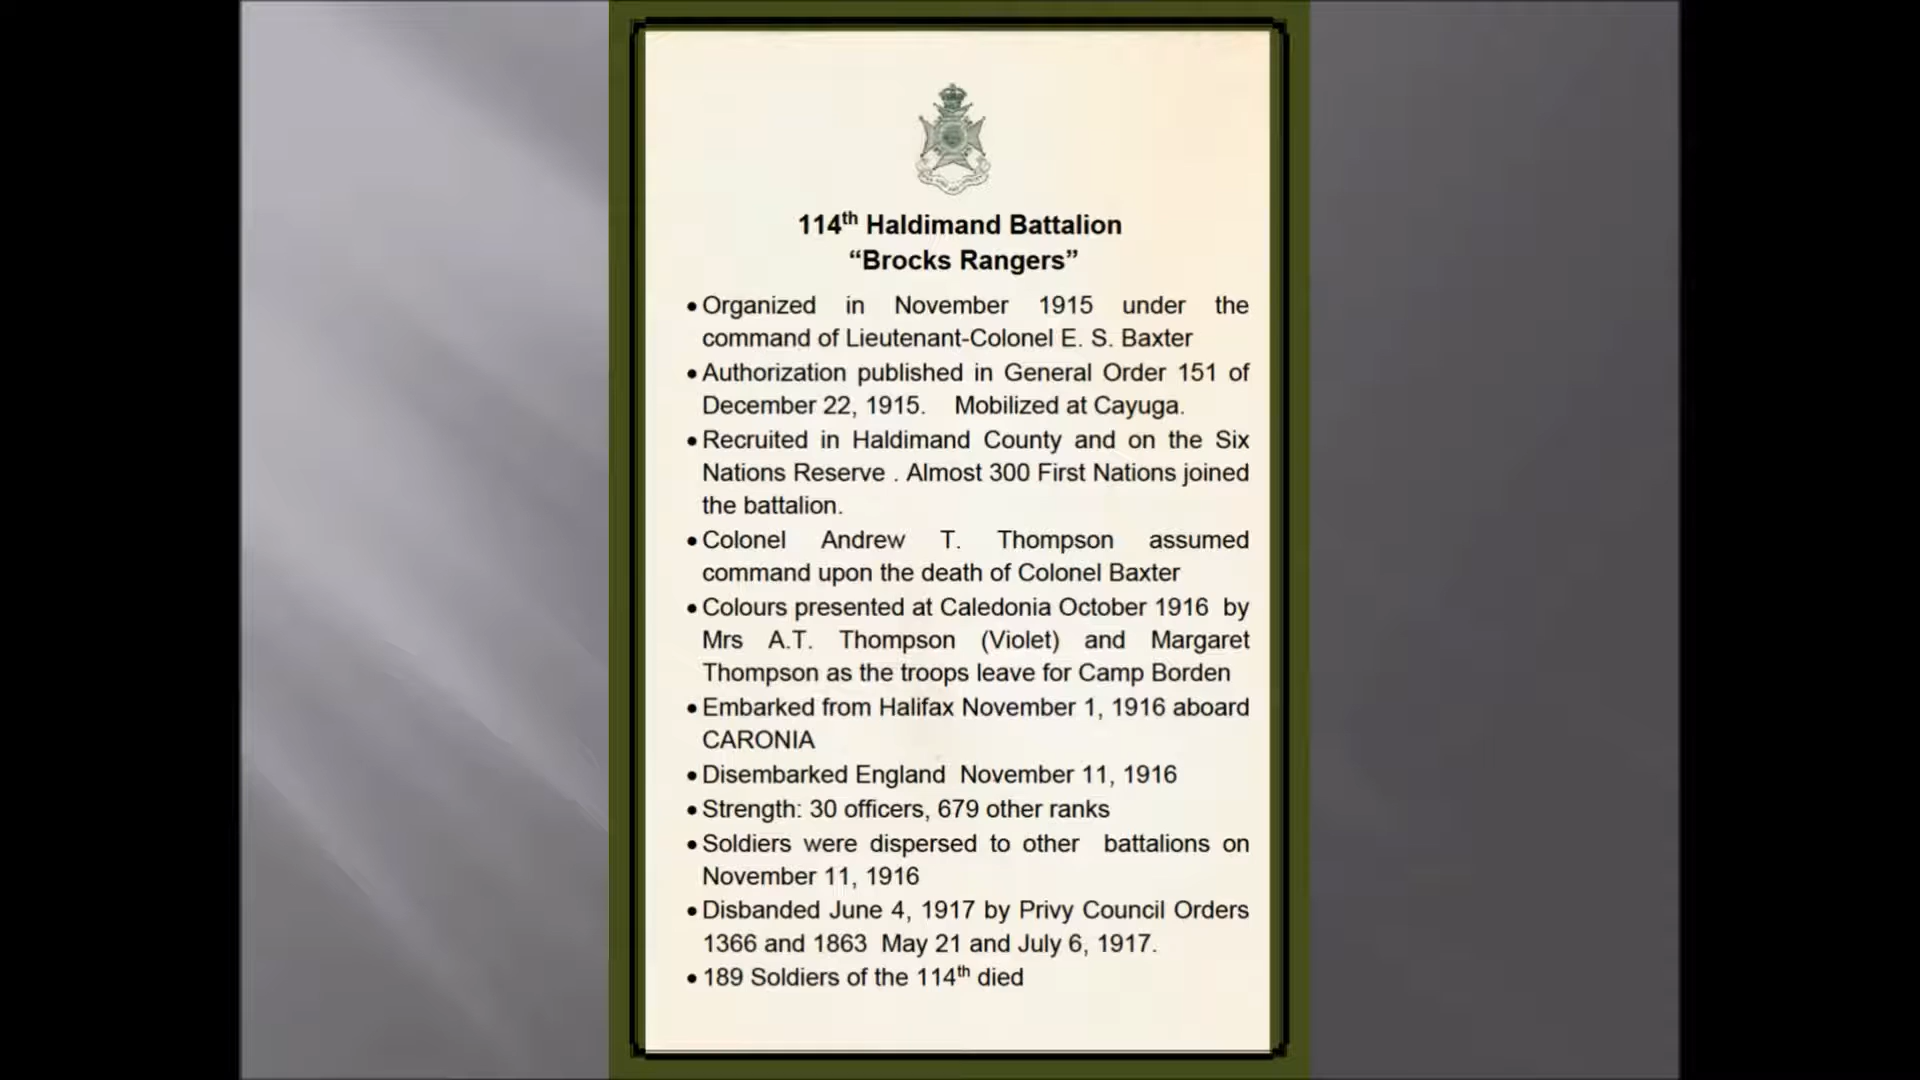 114th Haldimand Battalion
“Brocks Rangers”
•Organized in November 1915 under the
command of Lieutenant-Colonel E. S. Baxter
•Authorization published in General Order 151 of
December 22, 1915. Mobilized at Cayuga.
•Recruited in Haldimand County and on the Six
Nations Reserve . Almost 300 First Nations joined
the battalion.
•Colonel Andrew T. Thompson assumed
command upon the death of Colonel Baxter
•Colours presented at Caledonia October 1916 by
Mrs A.T. Thompson (Violet) and Margaret
Thompson as the troops leave for Camp Borden
•Embarked from Halifax November 1, 1916 aboard
CARONIA
•Disembarked England November 11, 1916
•Strength: 30 officers, 679 other ranks
•Soldiers were dispersed to other battalions on
November 11, 1916
•Disbanded June 4, 1917 by Privy Council Orders
1366 and 1863 May 21 and July 6, 1917.
•189 Soldiers of the 114th died